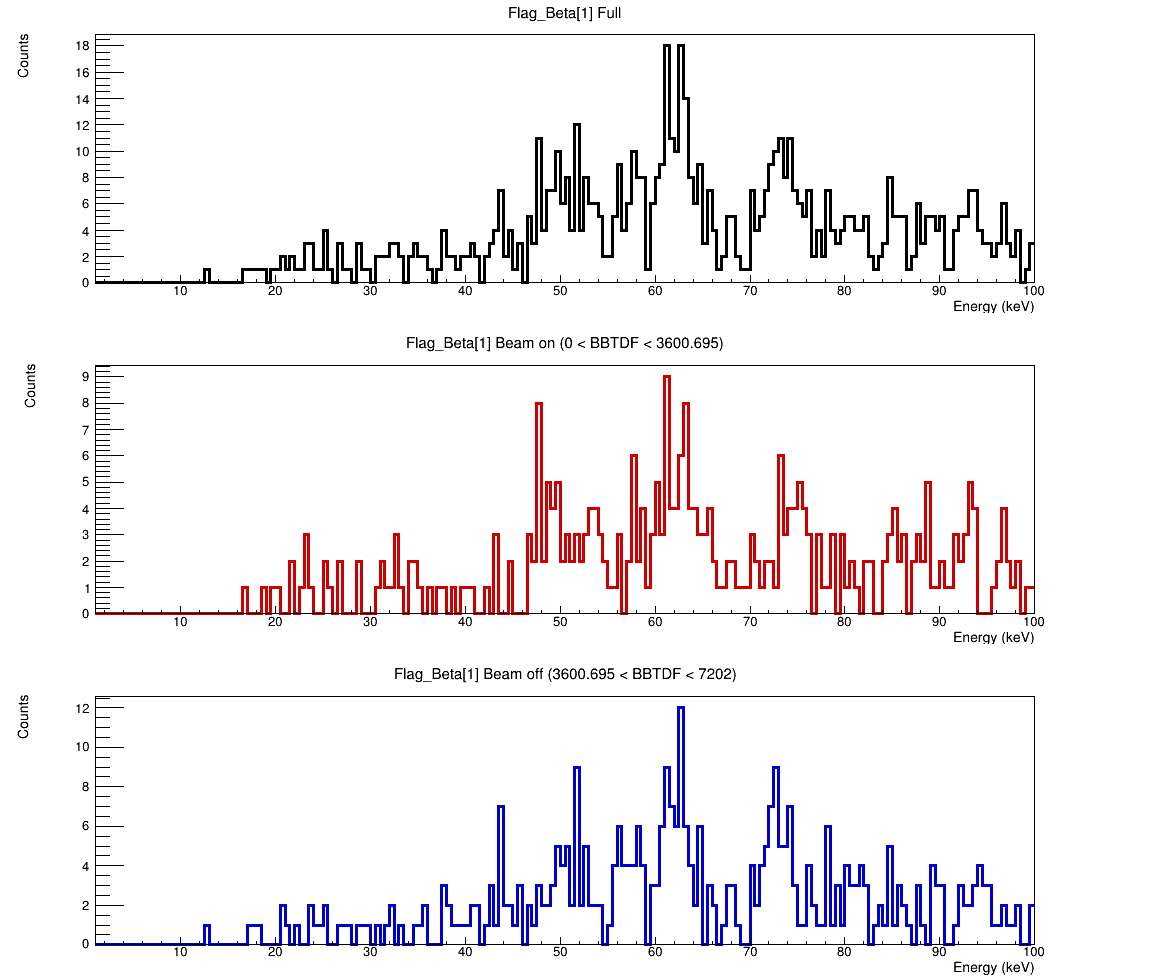 Flag_Beta[1] Full
Counts
18
16
14
12
10
8
6
4
2
0
10 20 30 40 50 60 70 80 90 100
Energy (keV)
Flag_Beta[1] Beam on (0 < BBTDF < 3600.695)
Counts
9
8
7
6
5
4
3
2
1
0
10 20 30 40 50 60 70 80 90 100
Energy (keV)
Flag_Beta[1] Beam off (3600.695 < BBTDF < 7202)
Counts
12
10
8
6
4
2
0
10 20 30 40 50 60 70 80 90 100
Energy (keV)